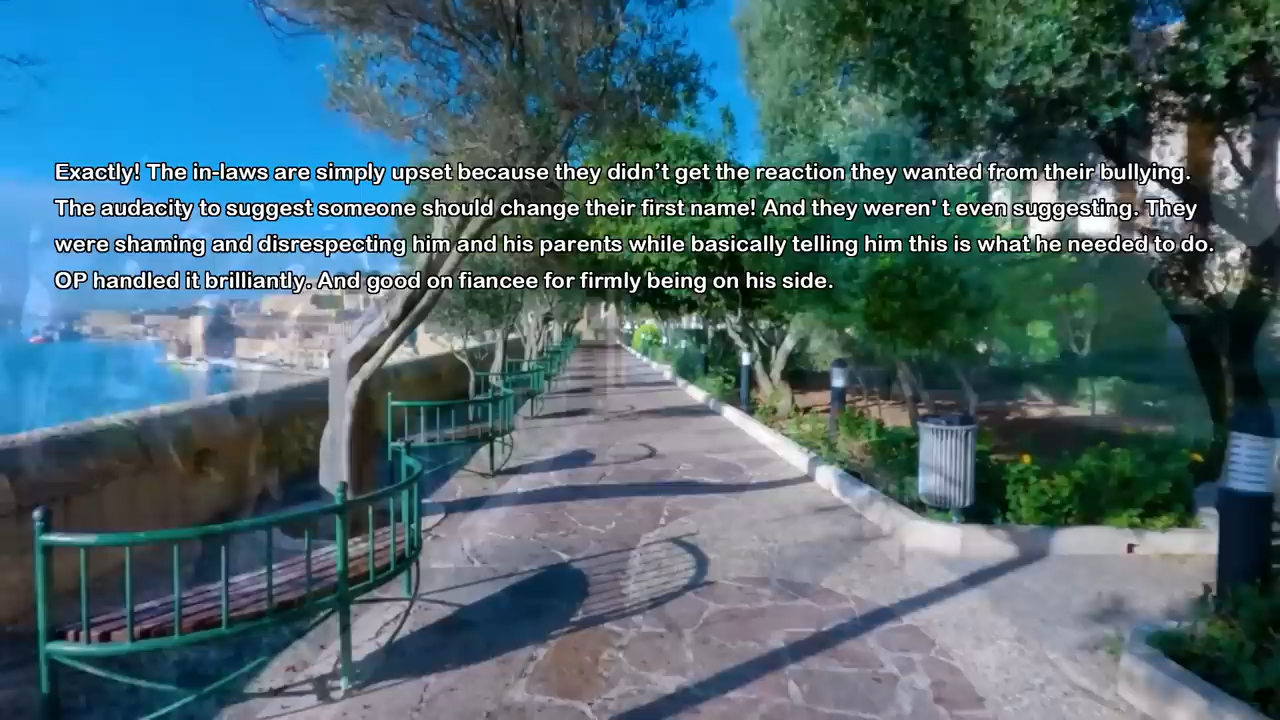 Exactly! The in-laws are simply upset because they didn’t get the reaction they wanted from their bullying.
The audacity to suggest someone should change their first name! And they weren' t even suggesting. They
were shaming and disrespecting him and his parents while basically telling him this is what he needed to do.
OP handled it brilliantly. And good on fiancee for firmly being on his side.